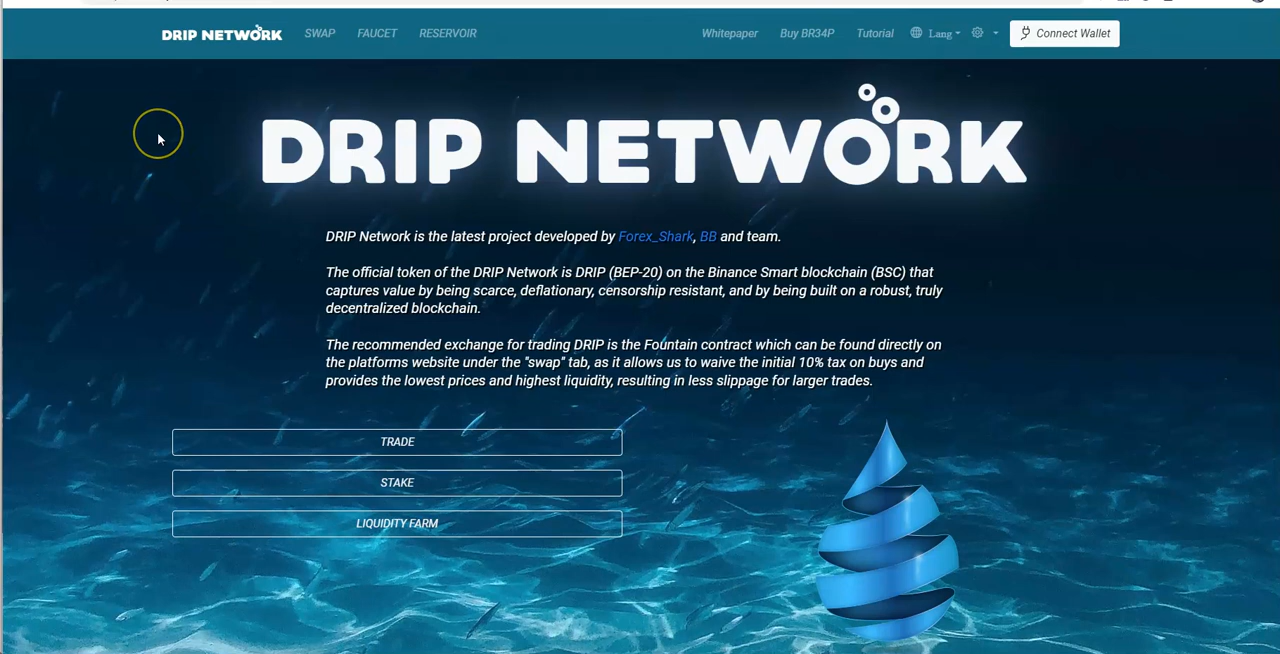 DRIP NETWORK SWAP FAUCET RESERVOIR Whitepaper Buy BR34P Tutorial Lang Connect Wallet
DRIP NETWORK
DRIP Network is the latest project developed by Forex_Shark, BB and team.
The official token of the DRIP Network is DRIP (BEP-20) on the Binance Smart blockchain (BSC) that
captures value by being scarce, deflationary, censorship resistant, and by being built on a robust, truly
decentralized blockchain.
The recommended exchange for trading DRIP is the Fountain contract which can be found directly on
the platforms website under the "swap" tab, as it allows us to waive the initial 10% tax on buys and
provides the lowest prices and highest liquidity, resulting in less slippage for larger trades.
TRADE
STAKE
LIQUIDITY FARM